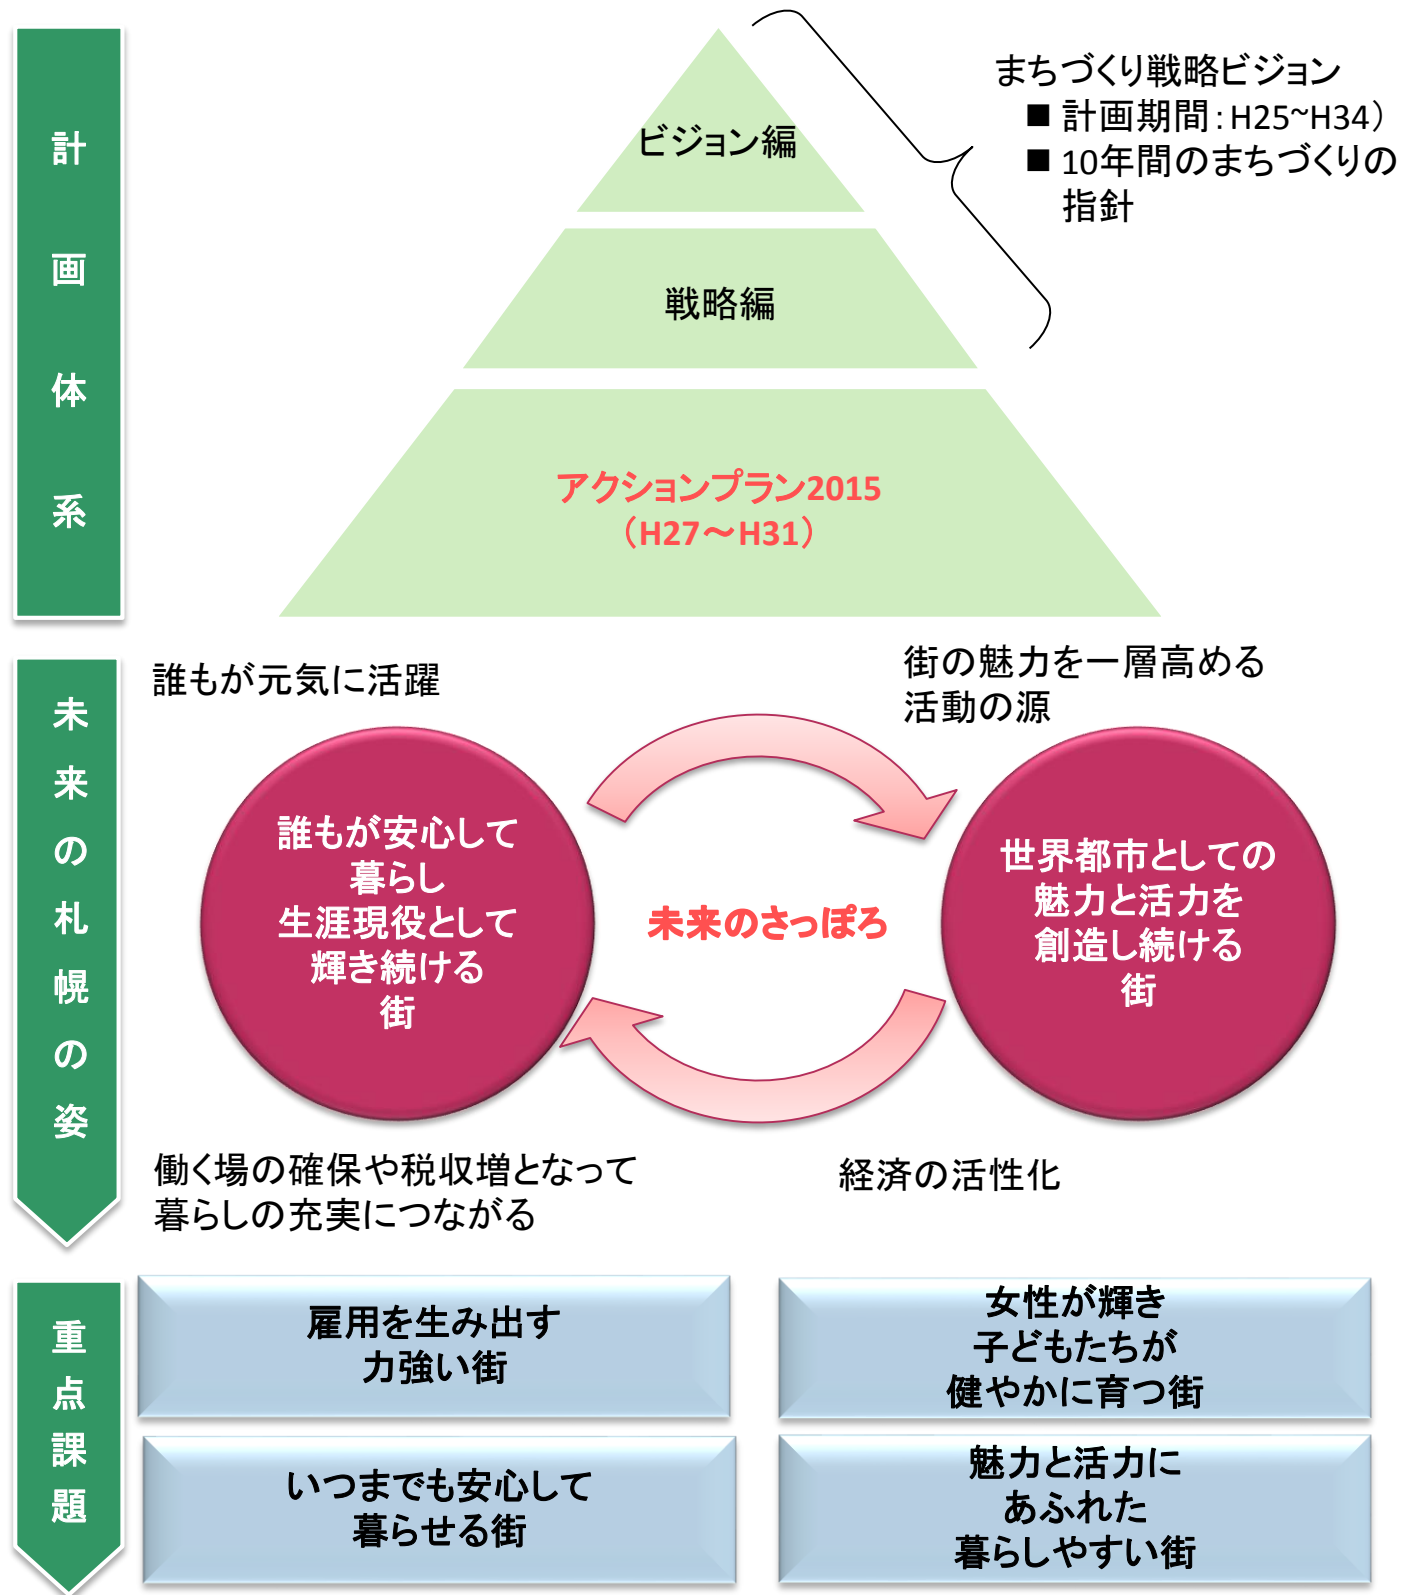 計画体系
ビジョン編
まちづくり戦略ビジョン
■ 計画期間：H25~H34）
■ 10年間のまちづくりの
指針
戦略編
アクションプラン2015
（H27～H31）
未来の札幌の姿
誰もが元気に活躍
街の魅力を一層高める
活動の源
誰もが安心して
暮らし
生涯現役として
輝き続ける
街
未来のさっぽろ
世界都市としての
魅力と活力を
創造し続ける
街
働く場の確保や税収増となって
暮らしの充実につながる
経済の活性化
重点課題
雇用を生み出す
力強い街
女性が輝き
子どもたちが
健やかに育つ街
いつまでも安心して
暮らせる街
魅力と活力に
あふれた
暮らしやすい街